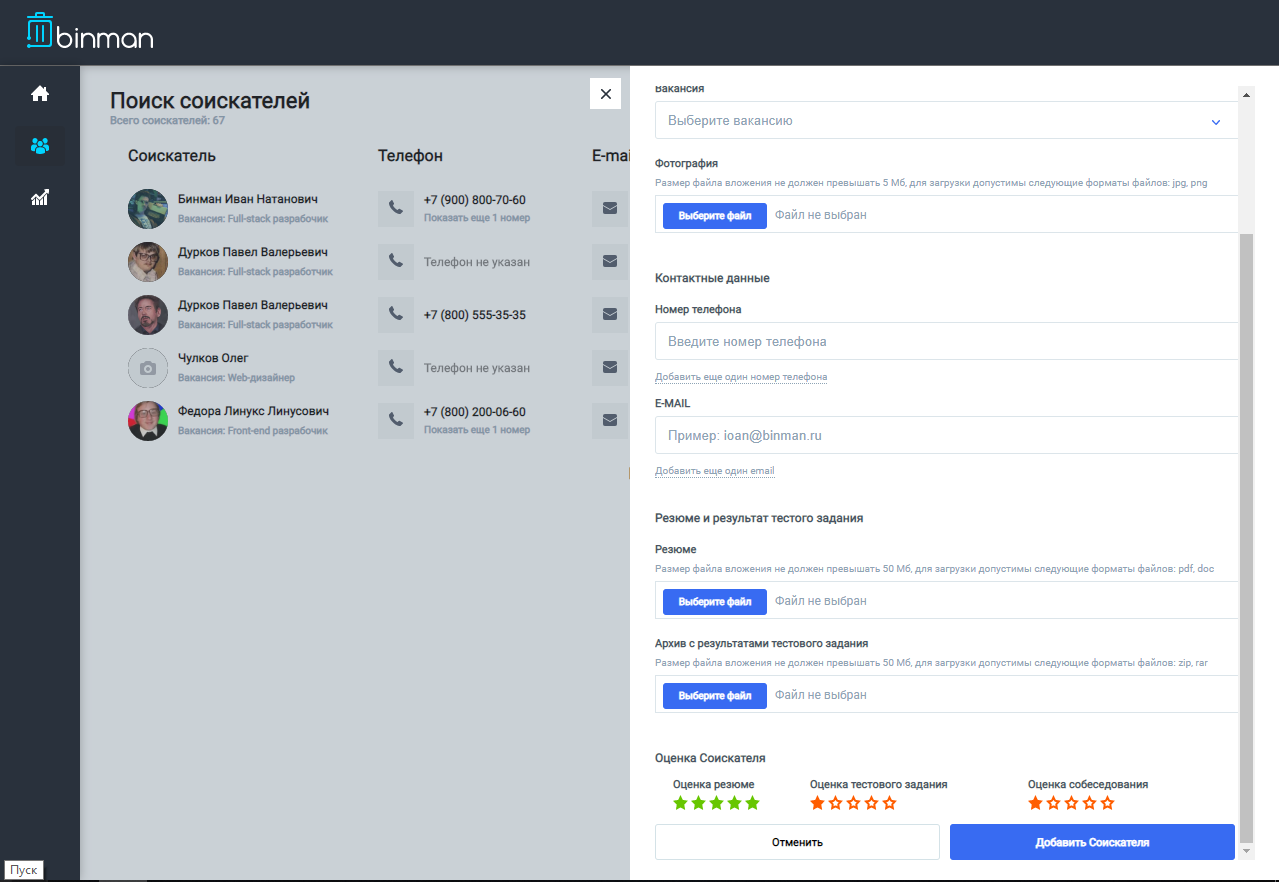 binman
Поиск соискателей
Всего соискателей: 67
Соискатель
Телефон
E-mai
Бинман Иван Натанович
Вакансия: Full-stack разрабочик
+7 (900) 800-70-60
Показать еще 1 номер
Дурков Павел Валерьевич
Вакансия: Full-stack разработчик
Телефон не указан
Дурков Павел Валерьевич
Вакансия: Full-stack разработчик
+7 (800) 555-35-35
Чулков Олег
Вакансия: Web-дизайнер
Телефон не указан
Федора Линукс Линусович
Вакансия: Front-end разрабочик
+7 (800) 200-06-60
Показать еще 1 номер
Вакансия
Выберите вакансию
Фотография
Размер файла вложения не должен превышать 5 Мб, для загрузки допустимы следующие форматы файлов: jpg, png
Выберите файл
Файл не выбран
Контактные данные
Номер телефона
Введите номер телефона
Добавить еще один номер телефона
E-MAIL
Пример: ioan@binman.ru
Добавить еще один email
Резюме и результат тестого задания
Резюме
Размер файла вложения не должен превышать 50 Мб, для загрузки допустимы следующие форматы файлов: pdf, doc
Выберите файл
Файл не выбран
Архив с результатами тестового задания
Размер файла вложения не должен превышать 50 Мб, для загрузки допустимы следующие форматы файлов: zip, rar
Выберите файл
Файл не выбран
Оценка Соискателя
Оценка резюме
Оценка тестового задания
Оценка собеседования
Отменить
Добавить Соискателя
Пуск